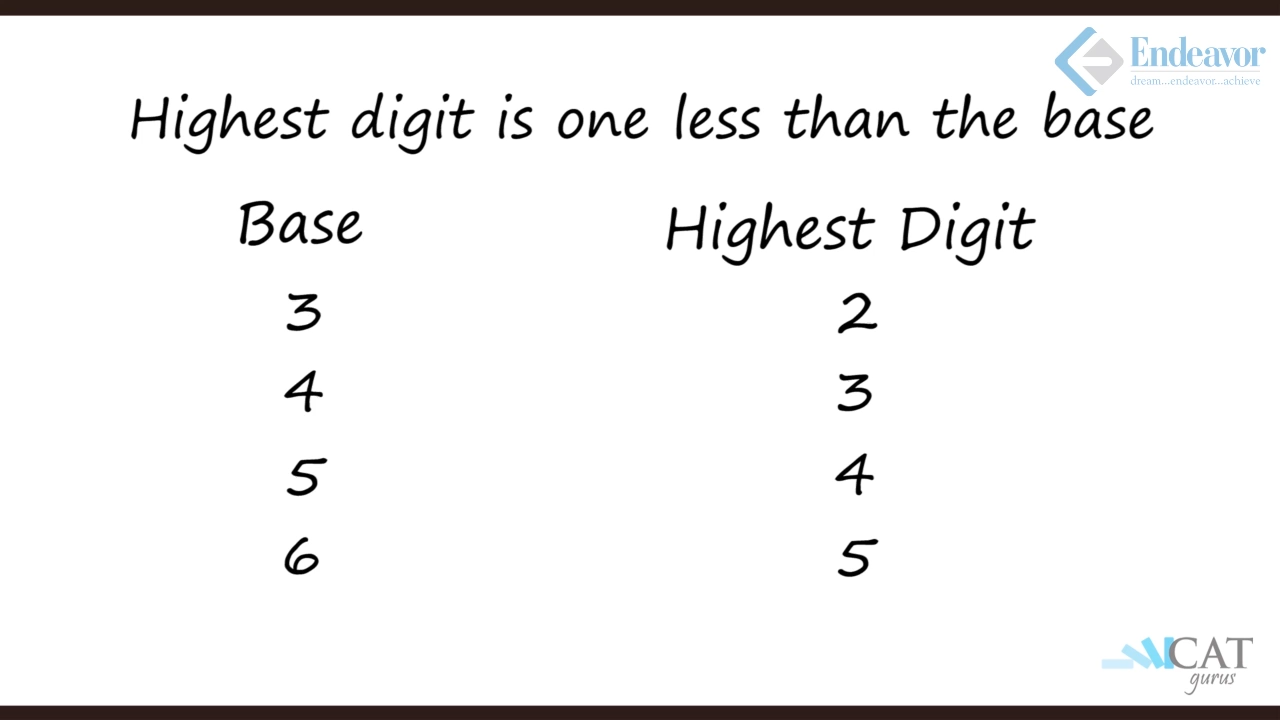 Endeavor
dream...endeavor...achieve
Highest digit is one less than the base
Base Highest Digit
3 2
4 3
5 4
6 5
CAT
gurus